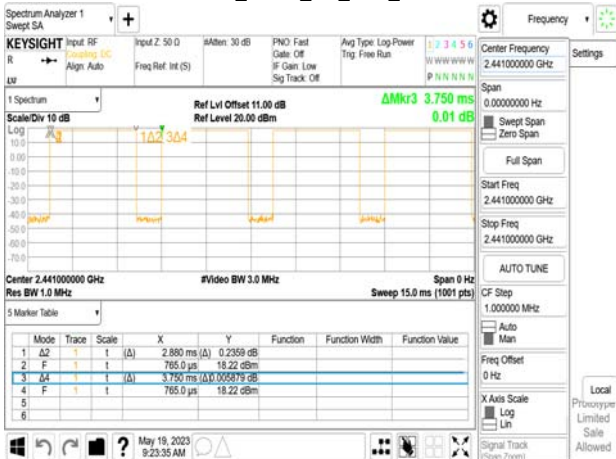 Spectrum Analyzer 1
Swept SA
+
Frequency
KEYSIGHT
R
LXI
Input: RF
Coupling: DC
Align: Auto
Input Z: 50 Ω
Freq Ref: Int (S)
#Atten: 30 dB
PNO: Fast
Gate: Off
IF Gain: Low
Sig Track: Off
Avg Type: Log-Power
Trig: Free Run
1 2 3 4 5 6
W W W W W W
P N N N N N
Center Frequency
2.441000000 GHz
Settings
1 Spectrum
Scale/Div 10 dB
Ref Lvl Offset 11.00 dB
Ref Level 20.00 dBm
ΔMkr3 3.750 ms
0.01 dB
Span
0.00000000 Hz
Swept Span
Zero Span
Full Span
Start Freq
2.441000000 GHz
Stop Freq
2.441000000 GHz
AUTO TUNE
CF Step
1.000000 MHz
Auto
Man
Freq Offset
0 Hz
X Axis Scale
Log
Lin
Signal Track
(Span Zoom)
Local
Prototype
Limited
Sale
Allowed
Log
10.0
0.00
-10.0
-20.0
-30.0
-40.0
-50.0
-60.0
-70.0
1Δ2 3Δ4
Center 2.441000000 GHz
Res BW 1.0 MHz
#Video BW 3.0 MHz
Span 0 Hz
Sweep 15.0 ms (1001 pts)
5 Marker Table
Mode Trace Scale X Y Function Function Width Function Value
1 Δ2 1 t (Δ) 2.880 ms (Δ) 0.2359 dB
2 F 1 t 765.0 µs 18.22 dBm
3 Δ4 1 t (Δ) 3.750 ms (Δ) 0.005879 dB
4 F 1 t 765.0 µs 18.22 dBm
5
6
?
May 19, 2023
9:23:35 AM